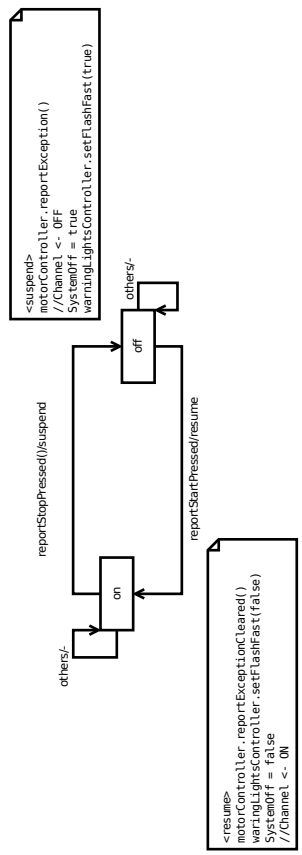 <suspend>
motorController.reportException()
//Channel <- OFF
SystemOff = true
warningLightsController.setFlashFast(true)
reportStopPressed()/suspend
others/-
on
off
others/-
reportStartPressed/resume
<resume>
motorController.reportExceptionCleared()
waringLightsController.setFlashFast(false)
SystemOff = false
//Channel <- ON